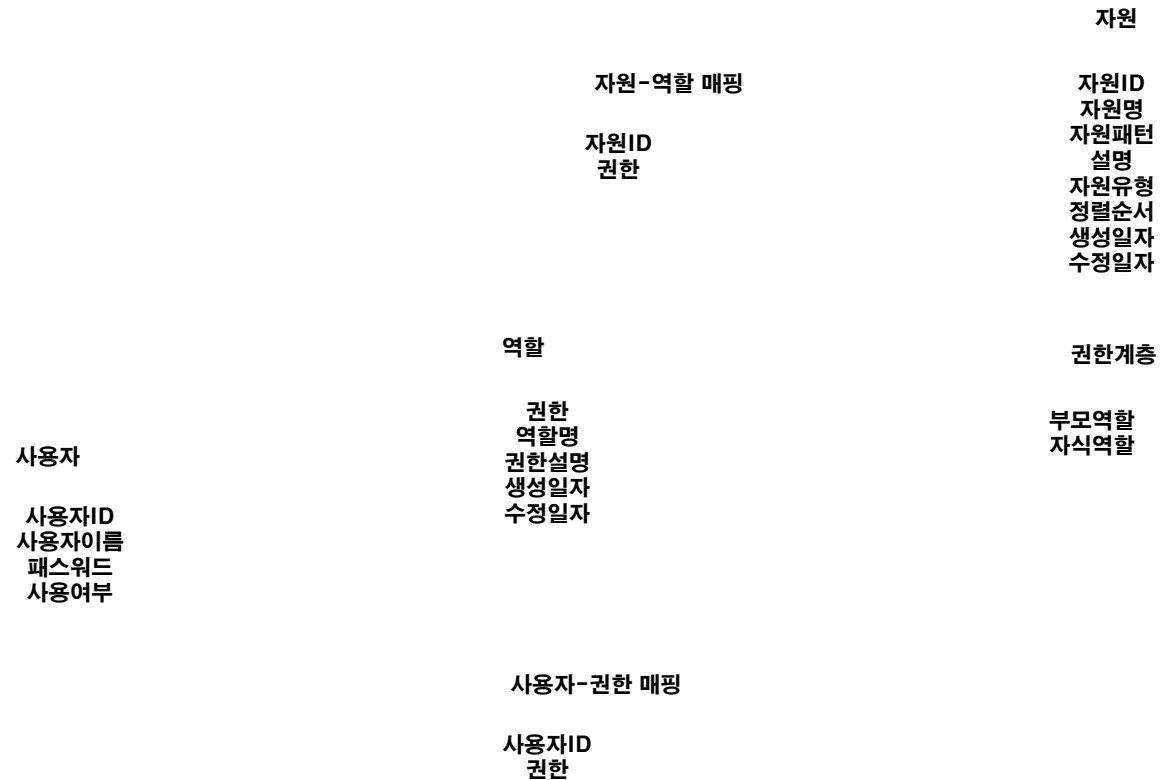 자원
자원ID
자원명
자원패턴
설명
자원유형
정렬순서
생성일자
수정일자
자원-역할 매핑
자원ID
권한
역할
권한
역할명
권한설명
생성일자
수정일자
권한계층
부모역할
자식역할
사용자
사용자ID
사용자이름
패스워드
사용여부
사용자-권한 매핑
사용자ID
권한